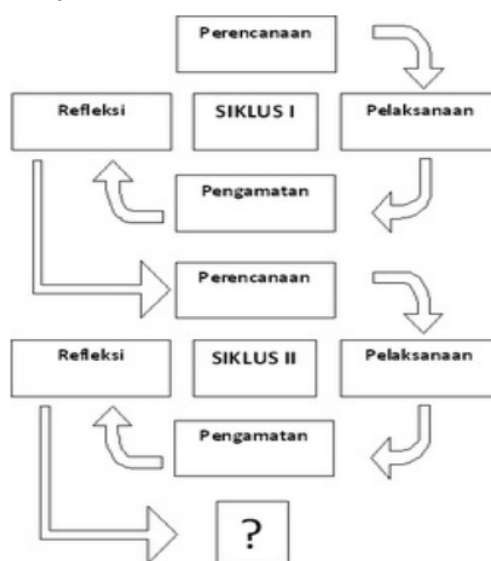 Perencanaan
Refleksi
SIKLUS I
Pelaksanaan
Pengamatan
Perencanaan
Refleksi
SIKLUS II
Pelaksanaan
Pengamatan
?